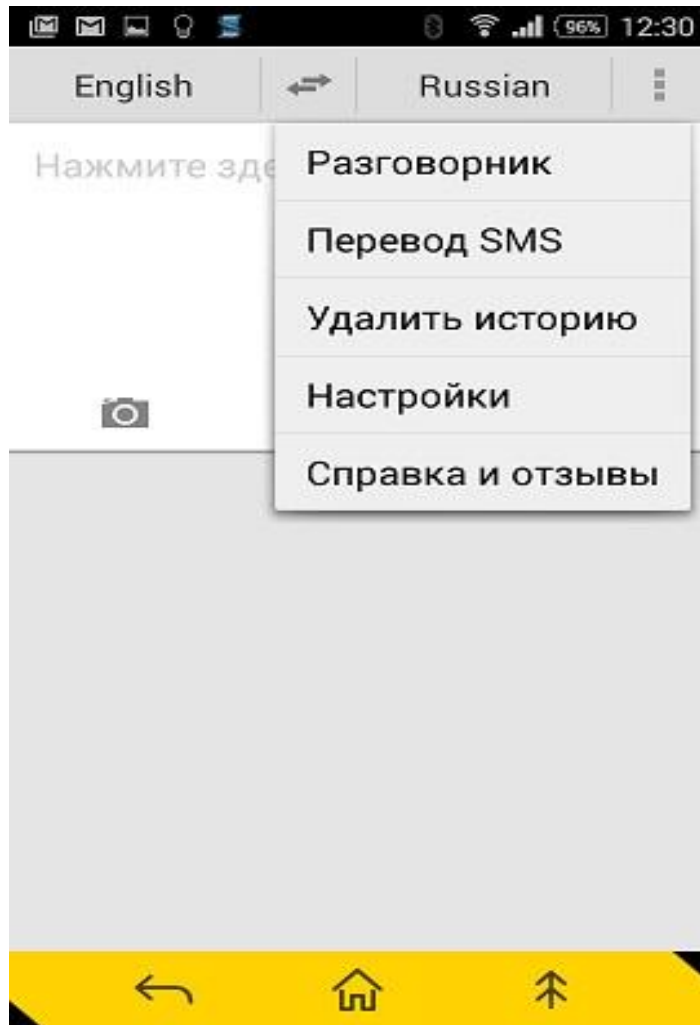 96% 12:30
English Russian
Нажмите зде
Разговорник
Перевод SMS
Удалить историю
Настройки
Справка и отзывы